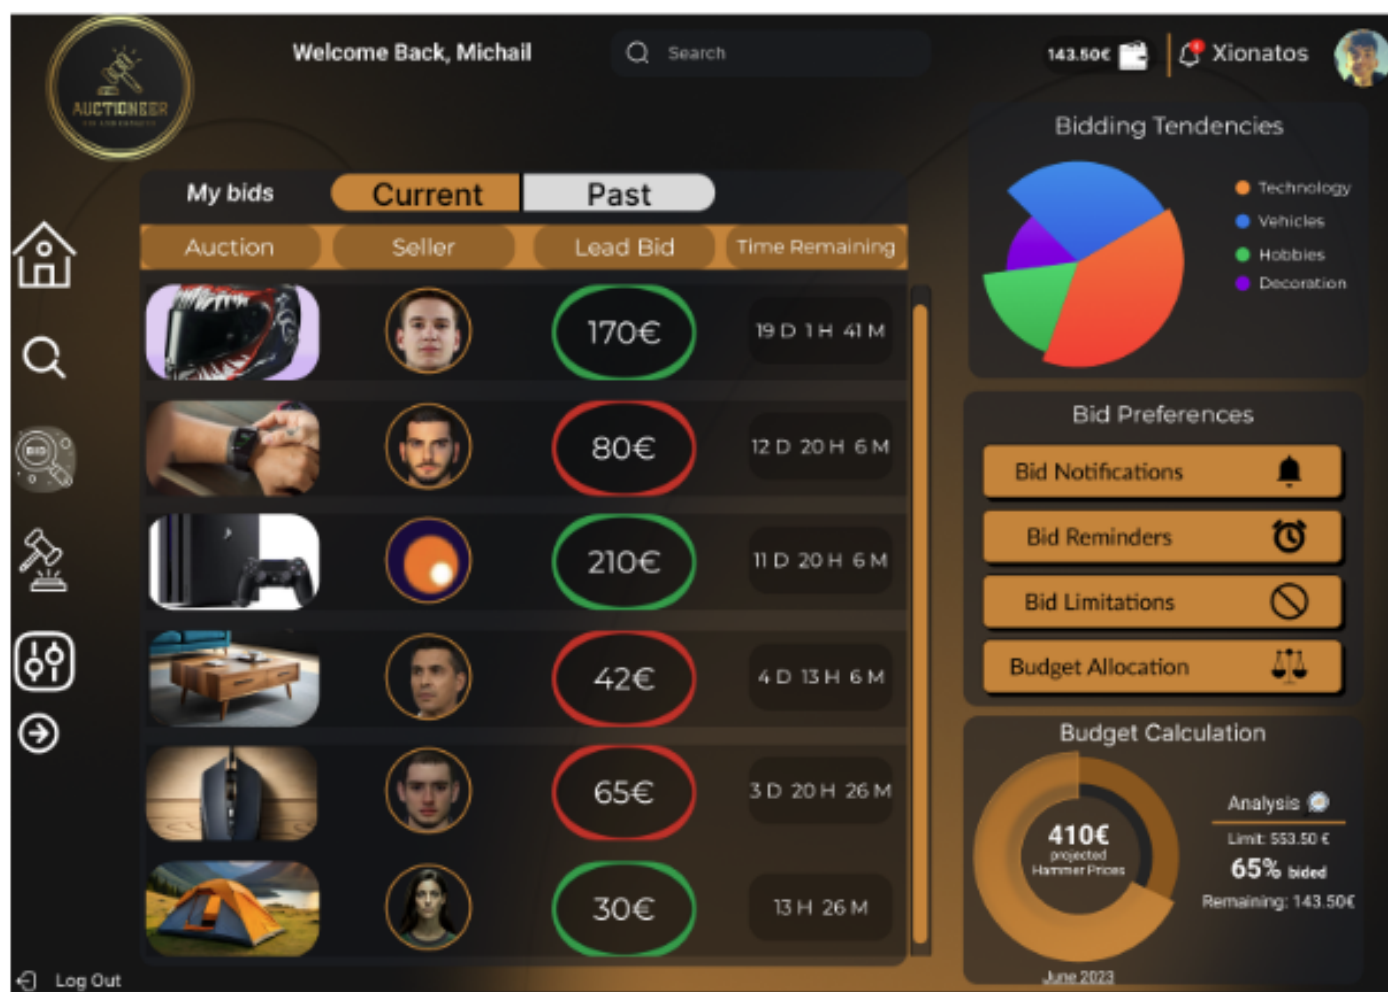 AUCTIONEER
Welcome Back, Michail
Search
143.50€
Xionatos
My bids
Current
Past
Auction
Seller
Lead Bid
Time Remaining
170€
19 D 1 H 41 M
80€
12 D 20 H 6 M
210€
11 D 20 H 6 M
42€
4 D 13 H 6 M
65€
3 D 20 H 26 M
30€
13 H 26 M
BID
Log Out
Bidding Tendencies
Technology
Vehicles
Hobbies
Decoration
Bid Preferences
Bid Notifications
Bid Reminders
Bid Limitations
Budget Allocation
Budget Calculation
410€
projected
Hammer Prices
June 2023
Analysis
Limit: 553.50 €
65% bided
Remaining: 143.50€